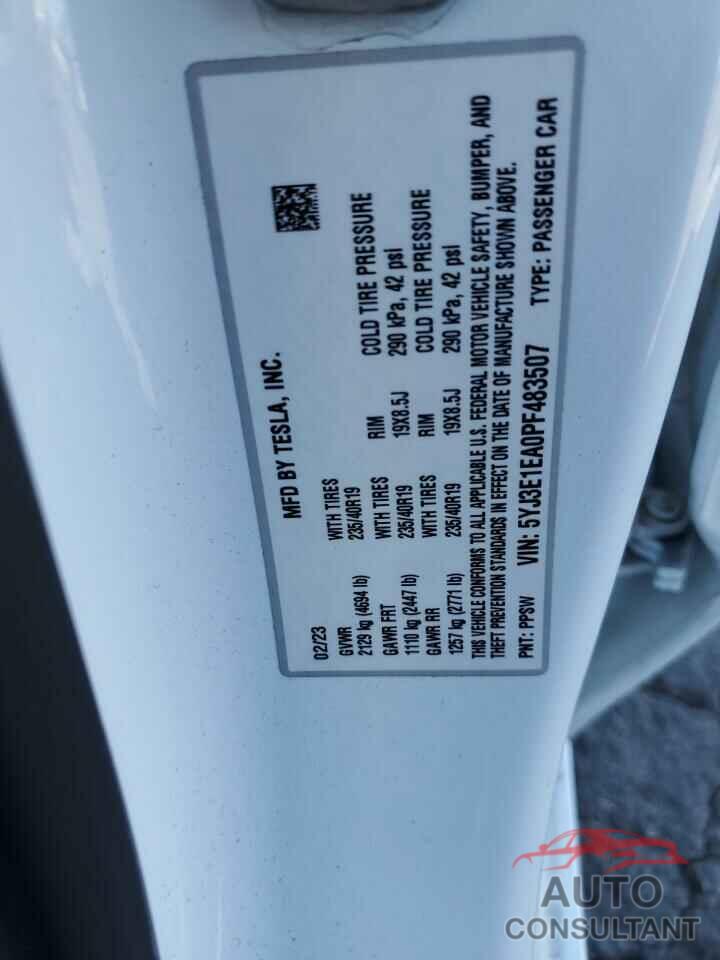 MFD BY TESLA, INC.
02/23
GVWR WITH TIRES RIM COLD TIRE PRESSURE
2129 kg (4694 lb) 235/40R19 19X8.5J 290 kPa, 42 psi
GAWR FRT WITH TIRES RIM COLD TIRE PRESSURE
1110 kg (2447 lb) 235/40R19 19X8.5J 290 kPa, 42 psi
GAWR RR
1257 kg (2771 lb) 235/40R19
THIS VEHICLE CONFORMS TO ALL APPLICABLE U.S. FEDERAL MOTOR VEHICLE SAFETY, BUMPER, AND
THEFT PREVENTION STANDARDS IN EFFECT ON THE DATE OF MANUFACTURE SHOWN ABOVE.
PNT: PPSW VIN: 5YJ3E1EA0PF483507 TYPE: PASSENGER CAR
AUTO
CONSULTANT